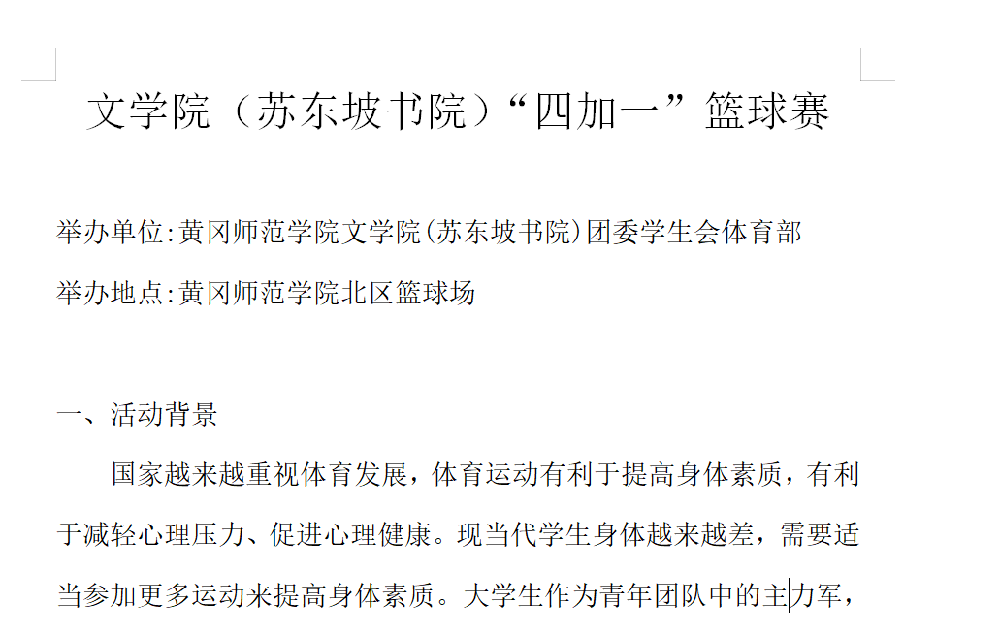 文学院（苏东坡书院）“四加一”篮球赛
举办单位:黄冈师范学院文学院(苏东坡书院)团委学生会体育部
举办地点:黄冈师范学院北区篮球场
一、活动背景
国家越来越重视体育发展，体育运动有利于提高身体素质，有利
于减轻心理压力、促进心理健康。现当代学生身体越来越差，需要适
当参加更多运动来提高身体素质。大学生作为青年团队中的主力军，